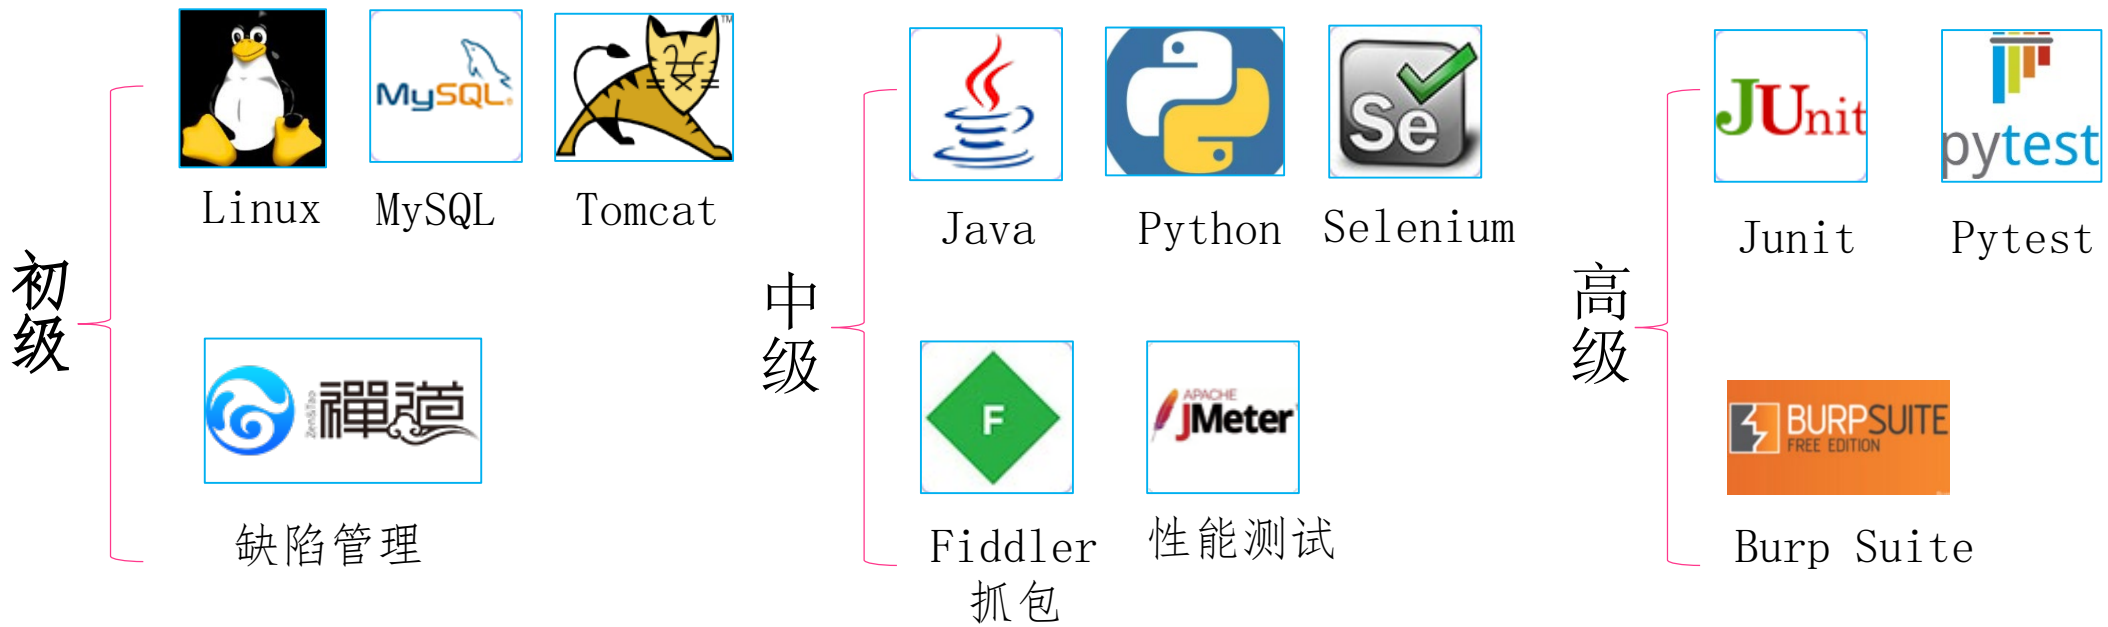 初级
MySQL
Linux
MySQL
Tomcat
Zen&Tao
禪道
缺陷管理
中级
Se
Java
Python
Selenium
F
APACHE
JMeter
Fiddler
抓包
性能测试
高级
JUnit
pytest
Junit
Pytest
BURPSUITE
FREE EDITION
Burp Suite